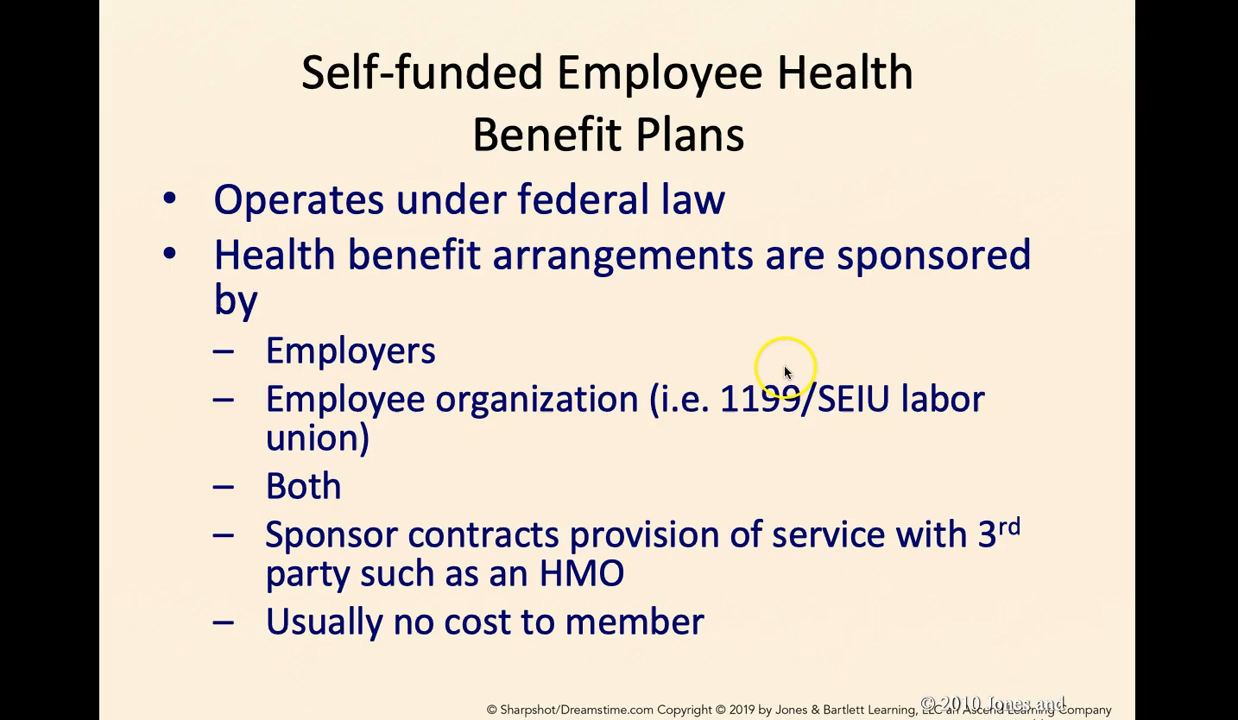 Self-funded Employee Health
Benefit Plans
• Operates under federal law
• Health benefit arrangements are sponsored
by
– Employers
– Employee organization (i.e. 1199/SEIU labor
union)
– Both
– Sponsor contracts provision of service with 3rd
party such as an HMO
– Usually no cost to member
© Sharpshot/Dreamstime.com Copyright © 2019 by Jones & Bartlett Learning, LLC an Ascend Learning Company
© 2010 Jones and